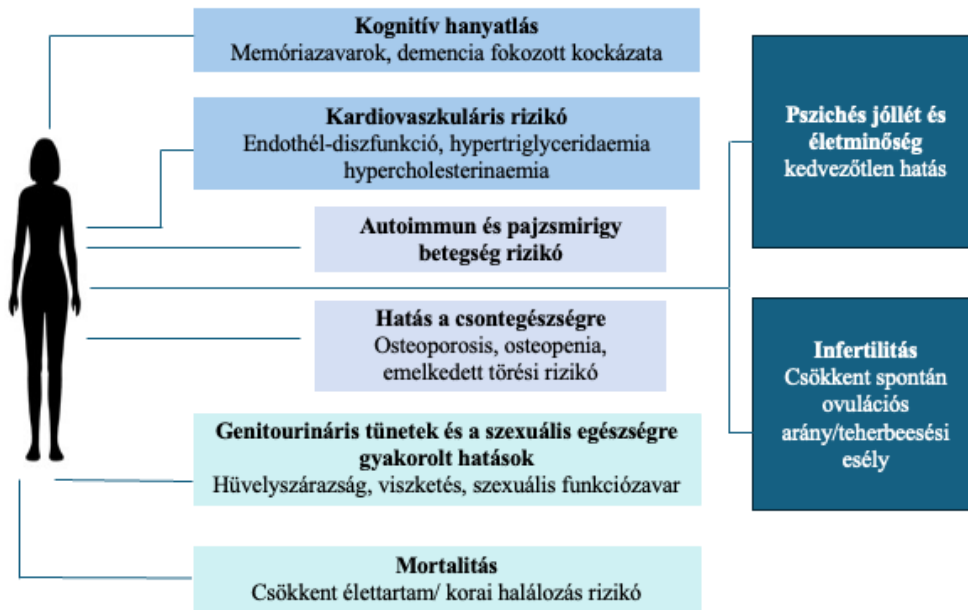 Kognitív hanyatlás
Memóriazavarok, demencia fokozott kockázata
Kardiovaszkuláris rizikó
Endothél-diszfunkció, hypertriglyceridaemia
hypercholesterinaemia
Autoimmun és pajzsmirigy
betegség rizikó
Hatás a csontegészségre
Osteoporosis, osteopenia,
emelkedett törési rizikó
Genitourináris tünetek és a szexuális egészségre
gyakorolt hatások
Hüvelyszárazság, viszketés, szexuális funkciózavar
Mortalitás
Csökkent élettartam/ korai halálozás rizikó
Pszichés jóllét és
életminőség
kedvezőtlen hatás
Infertilitás
Csökkent spontán
ovulációs
arány/teherbeesési
esély